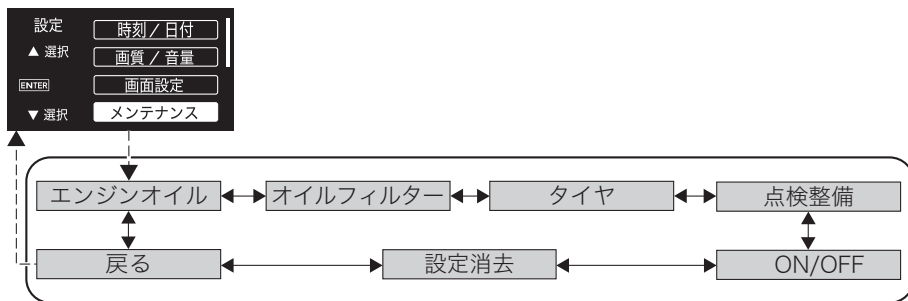 設定
時刻 / 日付
▲ 選択
画質 / 音量
ENTER
画面設定
▼ 選択
メンテナンス
エンジンオイル
オイルフィルター
タイヤ
点検整備
戻る
設定消去
ON/OFF